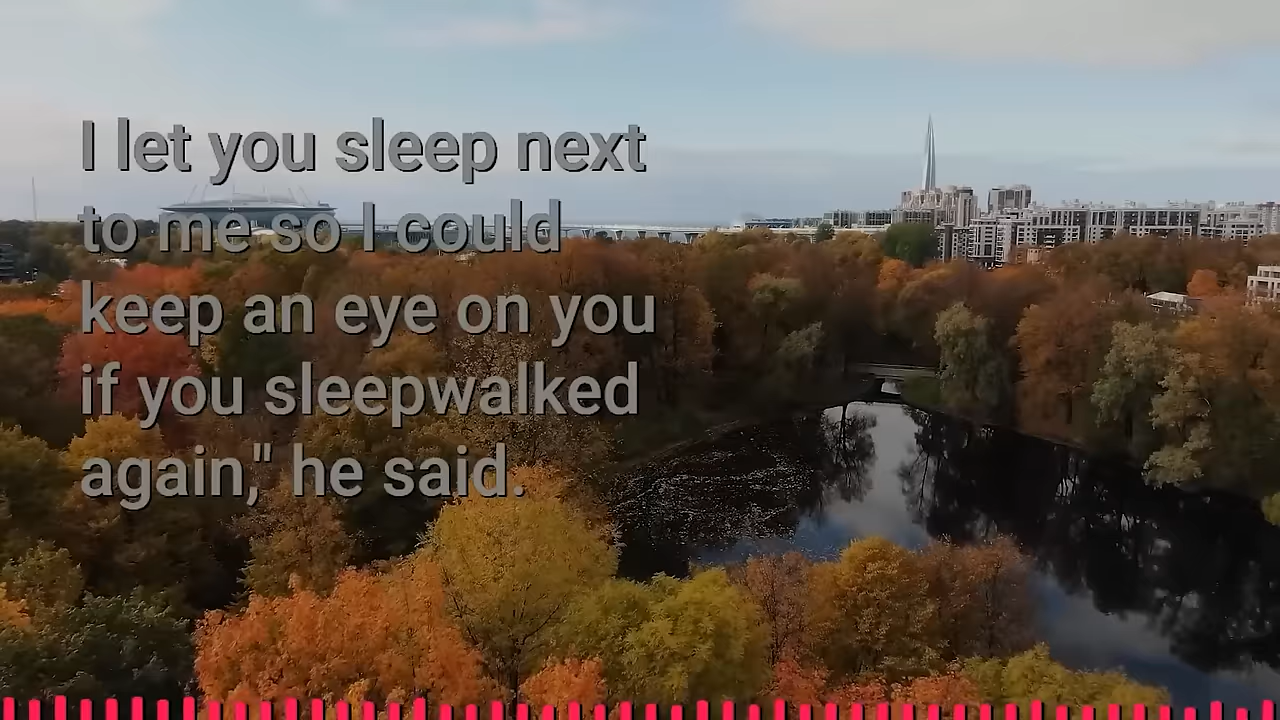 I let you sleep next
to me so I could
keep an eye on you
if you sleepwalked
again," he said.